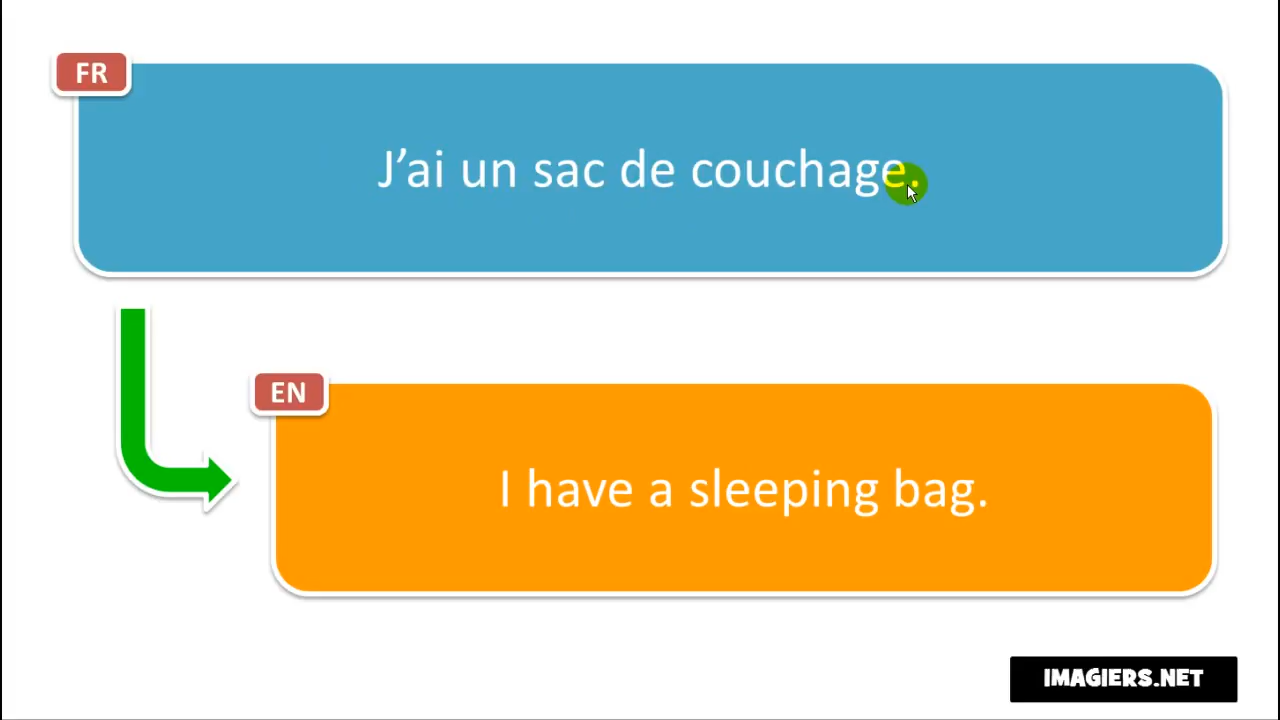 FR
J’ai un sac de couchage.
EN
I have a sleeping bag.
IMAGIERS.NET